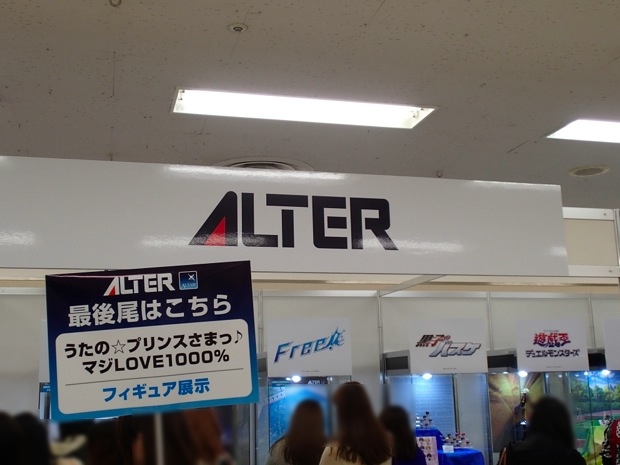 ALTER
ALTER ALTAIR
最後尾はこちら
うたの☆プリンスさまっ♪
マジLOVE1000%
フィギュア展示
Free!
ALTER
黒子のバスケ
遊戯王
デュエルモンスターズ